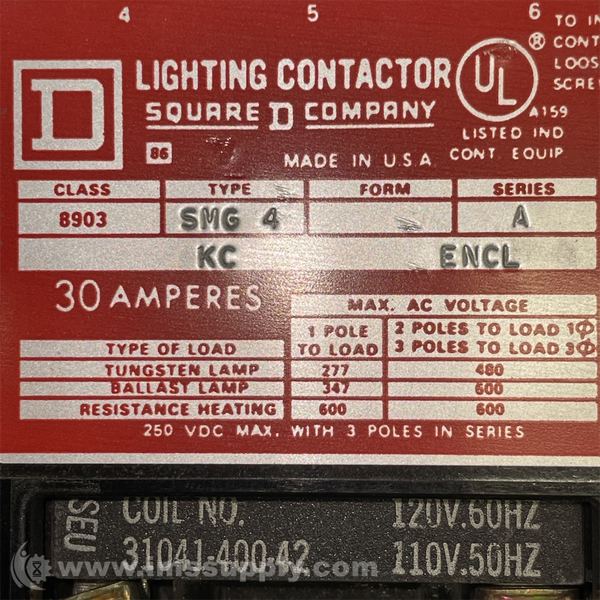 4 5 6
TO IN
® CONT
LOOS
SCRE
D
LIGHTING CONTACTOR
SQUARE D COMPANY
UL
A159
LISTED IND
CONT. EQUIP
86
MADE IN U.S.A.
CLASS TYPE FORM SERIES
8903 SMG 4 A
KC ENCL
30 AMPERES
MAX. AC VOLTAGE
TYPE OF LOAD
1 POLE
TO LOAD
2 POLES TO LOAD 1Φ
3 POLES TO LOAD 3Φ
TUNGSTEN LAMP 277 480
BALLAST LAMP 347 600
RESISTANCE HEATING 600 600
250 VDC MAX. WITH 3 POLES IN SERIES
SEU
COIL NO. 120V.60HZ
31041-400-42 110V.50HZ
www.imssupply.com